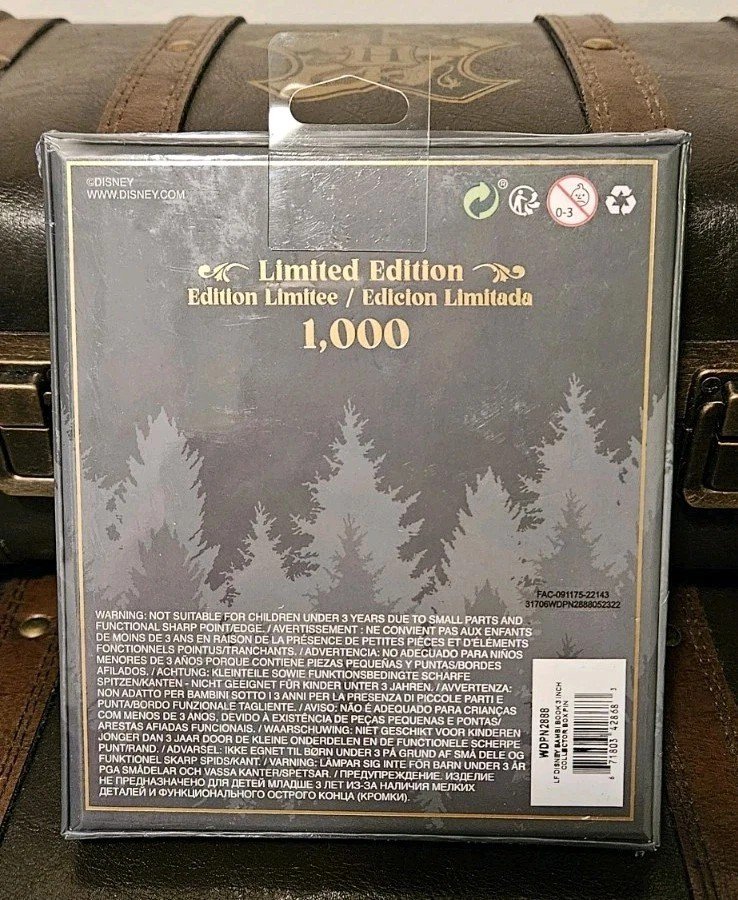 ©DISNEY
WWW.DISNEY.COM
®
0-3
Limited Edition
Edition Limitee / Edicion Limitada
1,000
FAC-091175-22143
31706WDPN2888052322
WARNING: NOT SUITABLE FOR CHILDREN UNDER 3 YEARS DUE TO SMALL PARTS AND
FUNCTIONAL SHARP POINT/EDGE. / AVERTISSEMENT : NE CONVIENT PAS AUX ENFANTS
DE MOINS DE 3 ANS EN RAISON DE LA PRÉSENCE DE PETITES PIÈCES ET D'ÉLÉMENTS
FONCTIONNELS POINTUS/TRANCHANTS. / ADVERTENCIA: NO ADECUADO PARA NIÑOS
MENORES DE 3 AÑOS PORQUE CONTIENE PIEZAS PEQUEÑAS Y PUNTAS/BORDES
AFILADOS. / ACHTUNG: KLEINTEILE SOWIE FUNKTIONSBEDINGTE SCHARFE
SPITZEN/KANTEN - NICHT GEEIGNET FÜR KINDER UNTER 3 JAHREN. / AVVERTENZA:
NON ADATTO PER BAMBINI SOTTO I 3 ANNI PER LA PRESENZA DI PICCOLE PARTI E
PUNTA/BORDO FUNZIONALE TAGLIENTE. / AVISO: NÃO É ADEQUADO PARA CRIANÇAS
COM MENOS DE 3 AÑOS. DEVIDO À EXISTÊNCIA DE PEÇAS PEQUENAS E PONTAS/
ARESTAS AFIADAS FUNCIONAIS. / WAARSCHUWING: NIET GESCHIKT VOOR KINDEREN
JONGER DAN 3 JAAR DOOR DE KLEINE ONDERDELEN EN DE FUNCTIONELE SCHERPE
PUNT/RAND. / ADVARSEL: IKKE EGNET TIL BØRN UNDER 3 PÅ GRUND AF SMÅ DELE OG
FUNKTIONEL SKARP SPIDS/KANT. / VARNING: LÄMPAR SIG INTE FÖR BARN UNDER 3 ÅR
PGA SMÅDELAR OCH VASSA KANTER/SPETSAR. / ПРЕДУПРЕЖДЕНИЕ. ИЗДЕЛИЕ
НЕ ПРЕДНАЗНАЧЕНО ДЛЯ ДЕТЕЙ МЛАДШЕ 3 ЛЕТ ИЗ-ЗА НАЛИЧИЯ МЕЛКИХ
ДЕТАЛЕЙ И ФУНКЦИОНАЛЬНОГО ОСТРОГО КОНЦА (КРОМКИ).
WDPN2888
LF DISNEY BAMBI BOOK 3 INCH
COLLECTOR BOX PIN
6 71803 42868 3